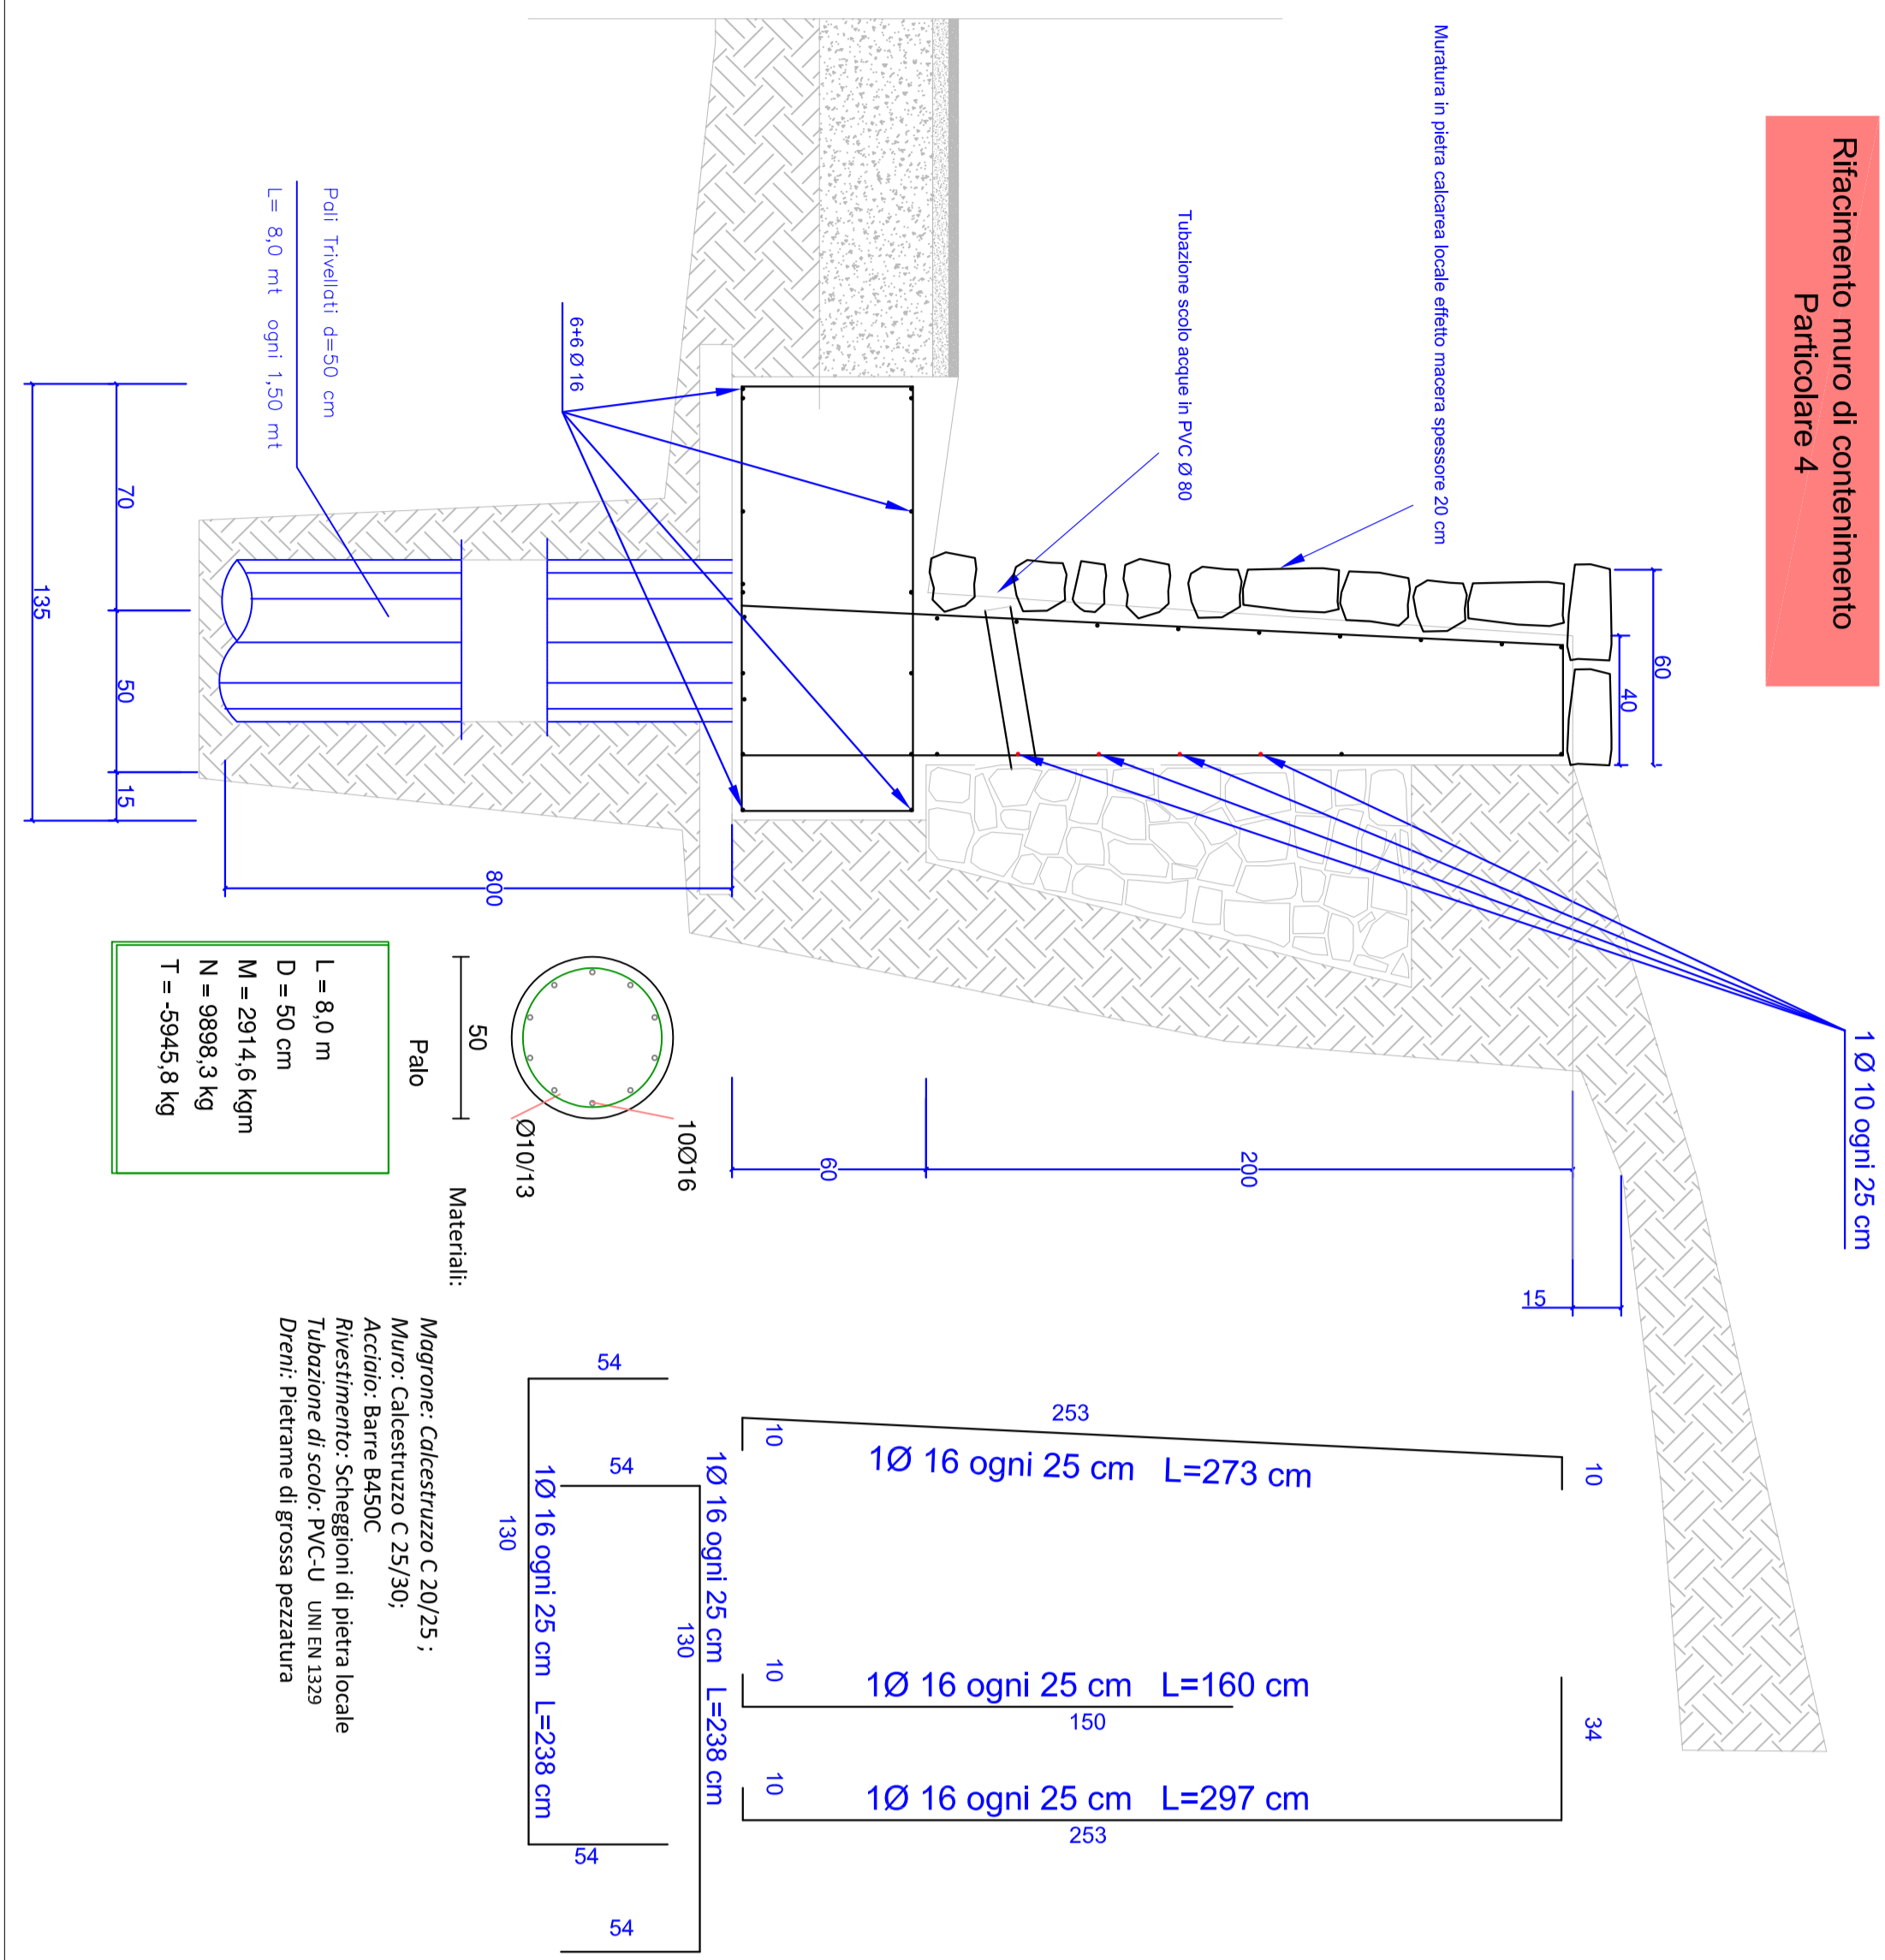 Rifacimento muro di contenimento
Particolare 4
Muratura in pietra calcarea locale effetto macera spessore 20 cm
Tubazione scolo acque in PVC Ø 80
1 Ø 10 ogni 25 cm
60
40
6+6 Ø 16
Pali Trivellati d=50 cm
L= 8,0 mt ogni 1,50 mt
70
50
15
135
800
60
200
15
10Ø16
Ø10/13
50
Palo
L = 8,0 m
D = 50 cm
M = 2914,6 kgm
N = 9898,3 kg
T = -5945,8 kg
10
253
1Ø 16 ogni 25 cm L=273 cm
10
10
1Ø 16 ogni 25 cm L=160 cm
150
34
10
1Ø 16 ogni 25 cm L=297 cm
253
54
1Ø 16 ogni 25 cm L=238 cm
130
54
54
1Ø 16 ogni 25 cm L=238 cm
130
54
Materiali:
Magrone: Calcestruzzo C 20/25 ;
Muro: Calcestruzzo C 25/30;
Acciaio: Barre B450C
Rivestimento: Scheggioni di pietra locale
Tubazione di scolo: PVC-U UNI EN 1329
Dreni: Pietrame di grossa pezzatura